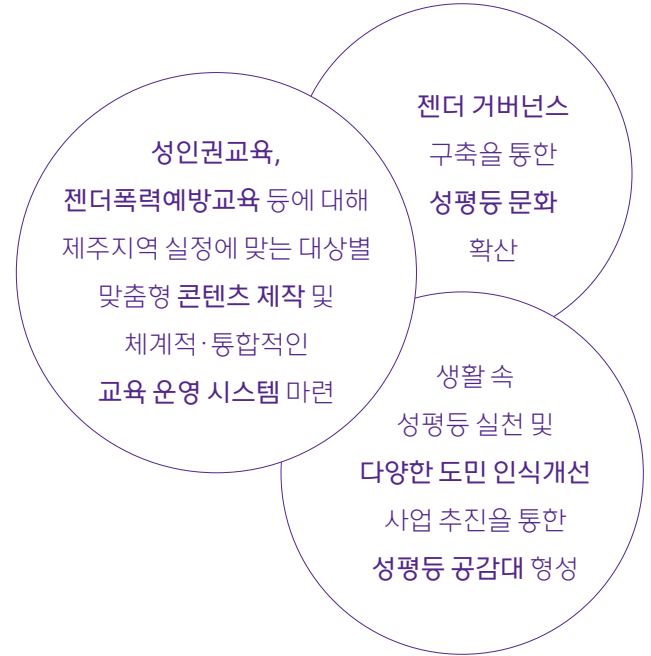 성인권교육,
젠더폭력예방교육 등에 대해
제주지역 실정에 맞는 대상별
맞춤형 콘텐츠 제작 및
체계적·통합적인
교육 운영 시스템 마련
젠더 거버넌스
구축을 통한
성평등 문화
확산
생활 속
성평등 실천 및
다양한 도민 인식개선
사업 추진을 통한
성평등 공감대 형성